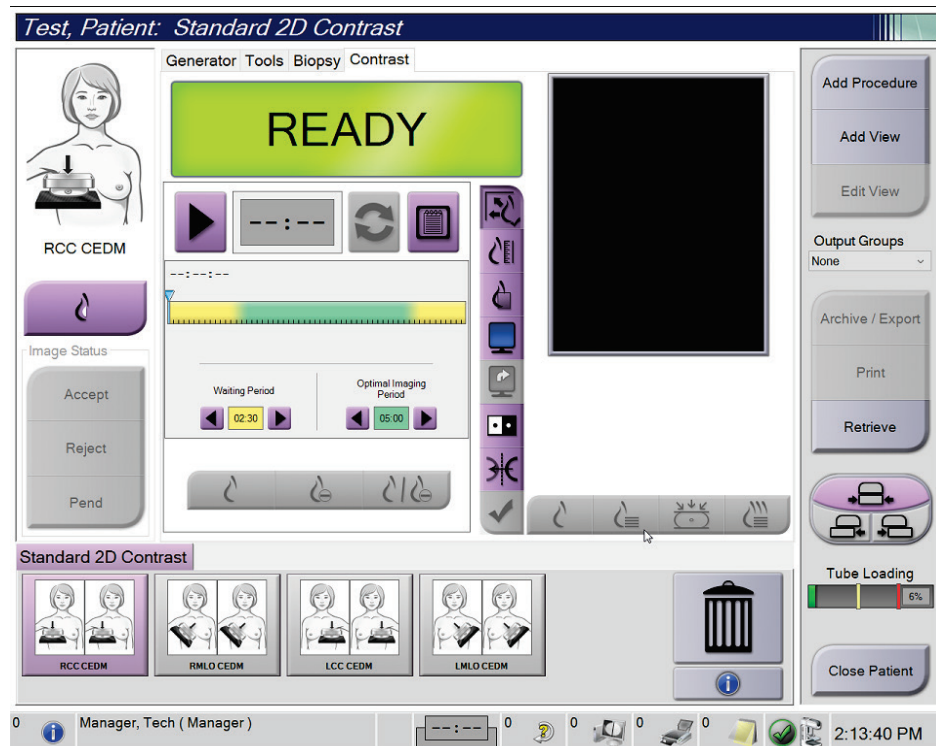 Test, Patient: Standard 2D Contrast
Generator Tools Biopsy Contrast
READY
RCC CEDM
--:--
--:--:--
Waiting Period
02:30
Optimal Imaging
Period
05:00
Image Status
Accept
Reject
Pend
Add Procedure
Add View
Edit View
Output Groups
None
Archive / Export
Print
Retrieve
Tube Loading
6%
Close Patient
Standard 2D Contrast
RCC CEDM
RMLO CEDM
LCC CEDM
LMLO CEDM
0 Manager, Tech ( Manager ) --:-- 0 0 0 0 2:13:40 PM